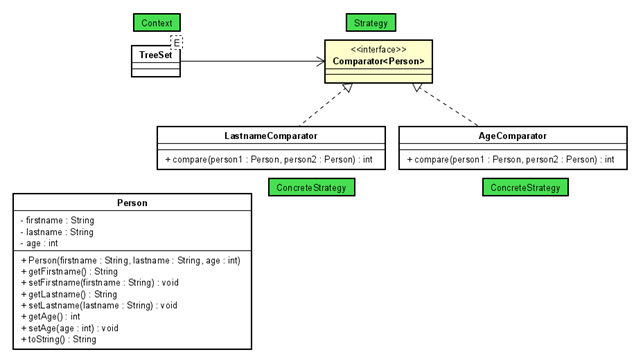 Context
Strategy
E
TreeSet
<<interface>>
Comparator<Person>
LastnameComparator
+ compare(person1 : Person, person2 : Person) : int
AgeComparator
+ compare(person1 : Person, person2 : Person) : int
ConcreteStrategy
ConcreteStrategy
Person
- firstname : String
- lastname : String
- age : int
+ Person(firstname : String, lastname : String, age : int)
+ getFirstname() : String
+ setFirstname(firstname : String) : void
+ getLastname() : String
+ setLastname(lastname : String) : void
+ getAge() : int
+ setAge(age : int) : void
+ toString() : String